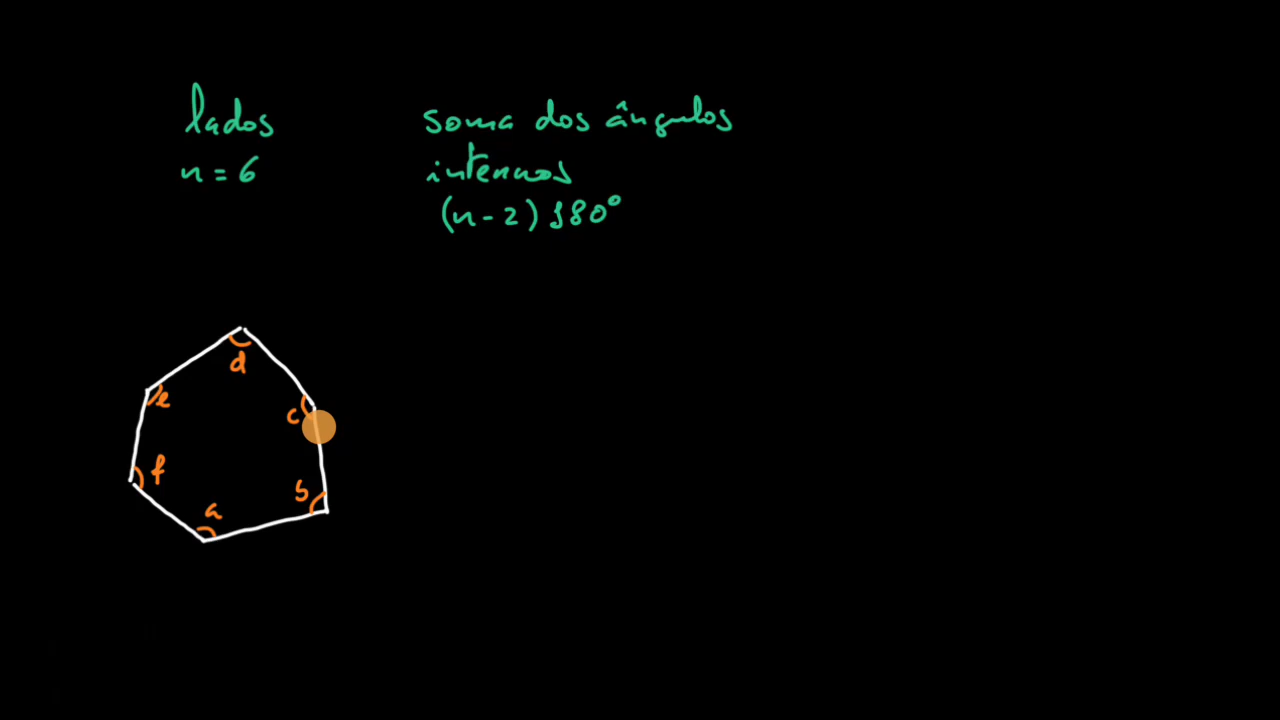 lados
soma dos ângulos
n = 6
internos
(n - 2) 180°
d
e
c
f
b
a